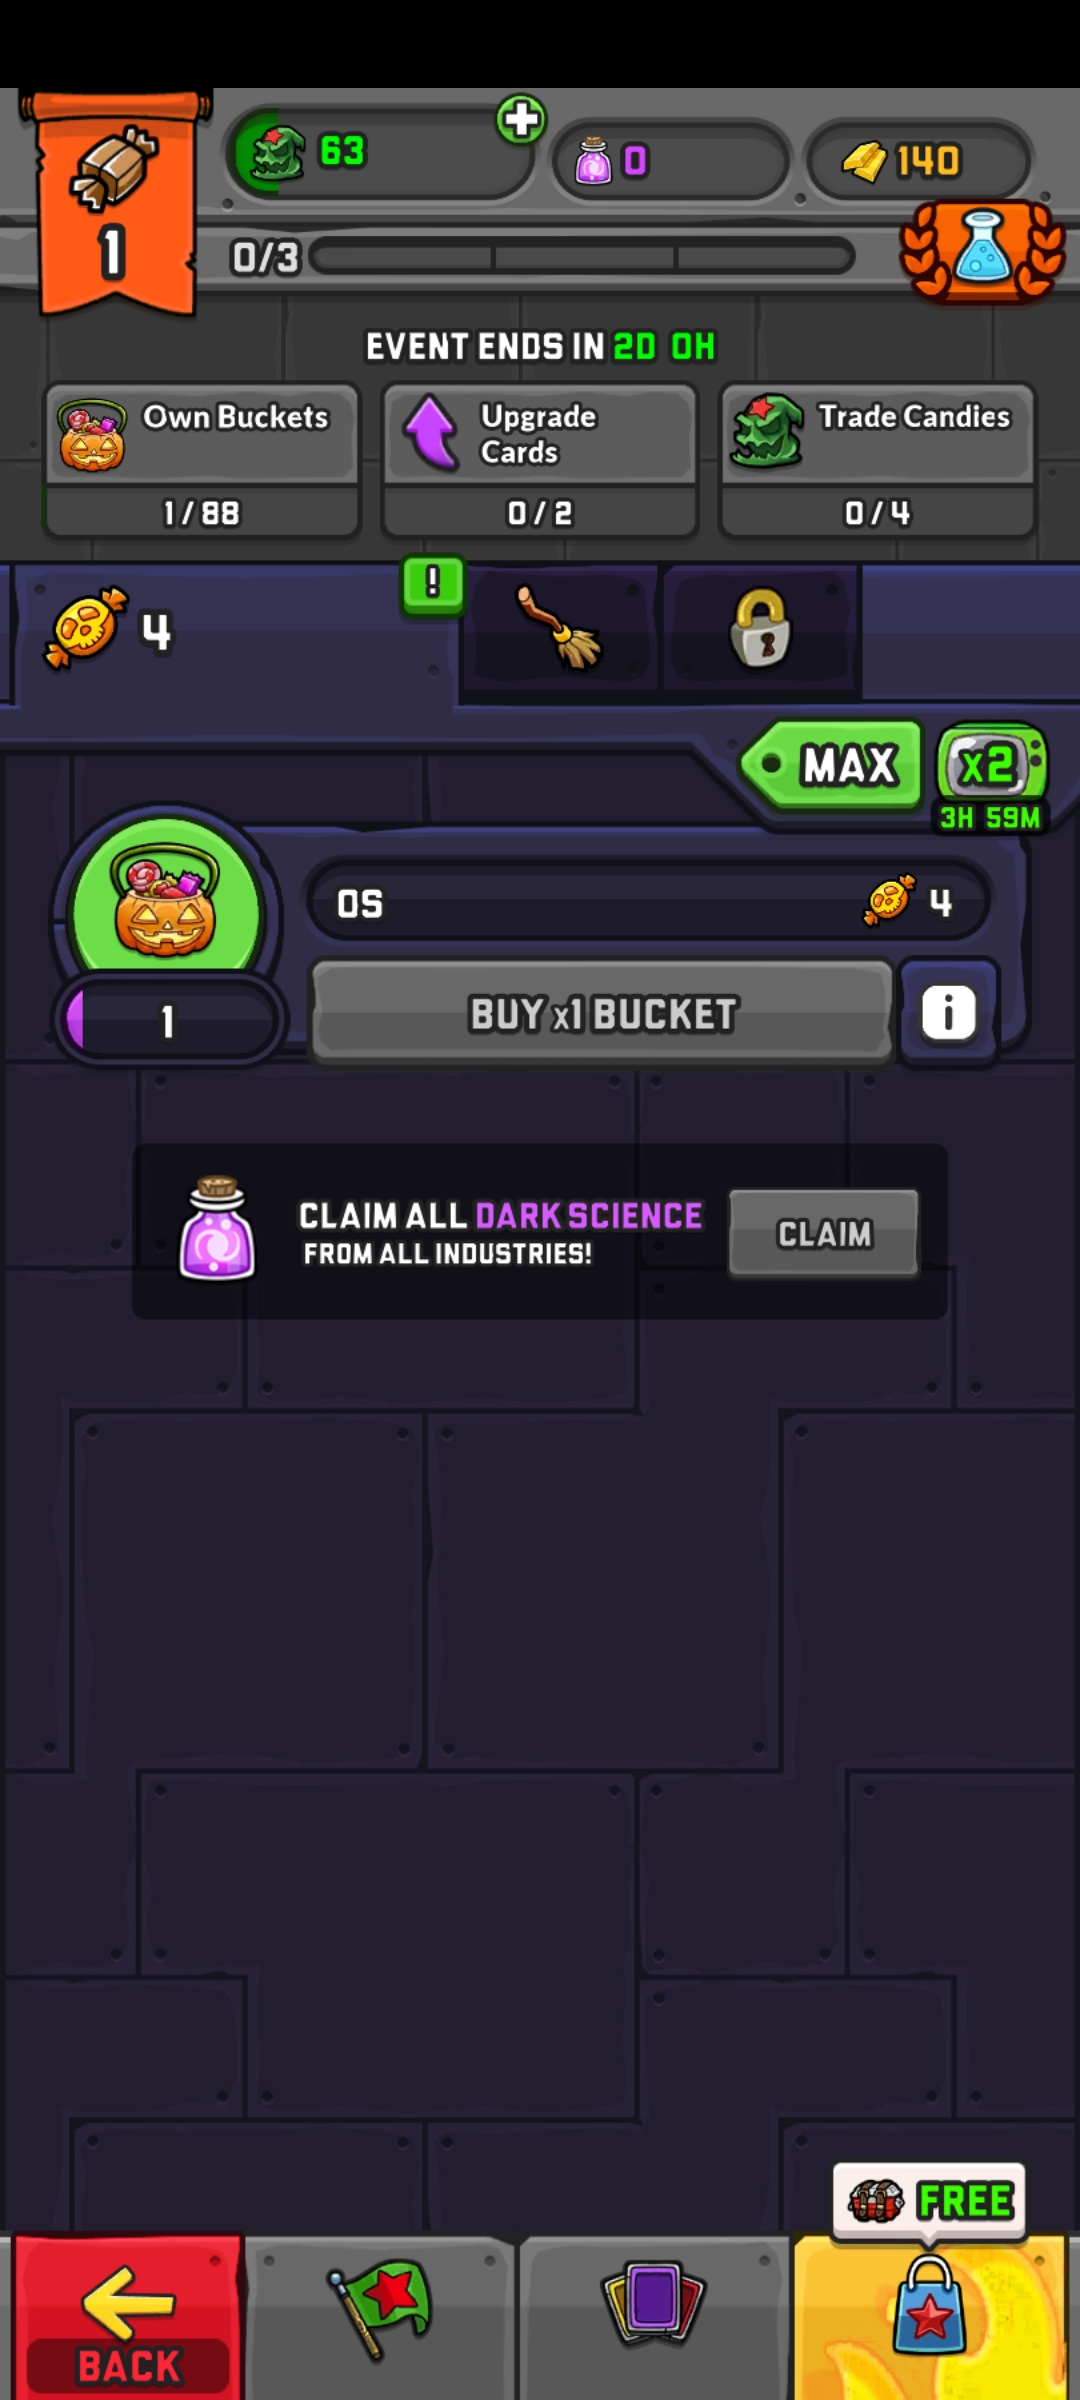 63
0
140
1
0/3
EVENT ENDS IN 2D 0H
Own Buckets
1/88
Upgrade
Cards
0/2
Trade Candies
0/4
4
!
MAX
x2
3H 59M
0S
4
1
BUY x1 BUCKET
i
CLAIM ALL DARK SCIENCE
FROM ALL INDUSTRIES!
CLAIM
FREE
BACK